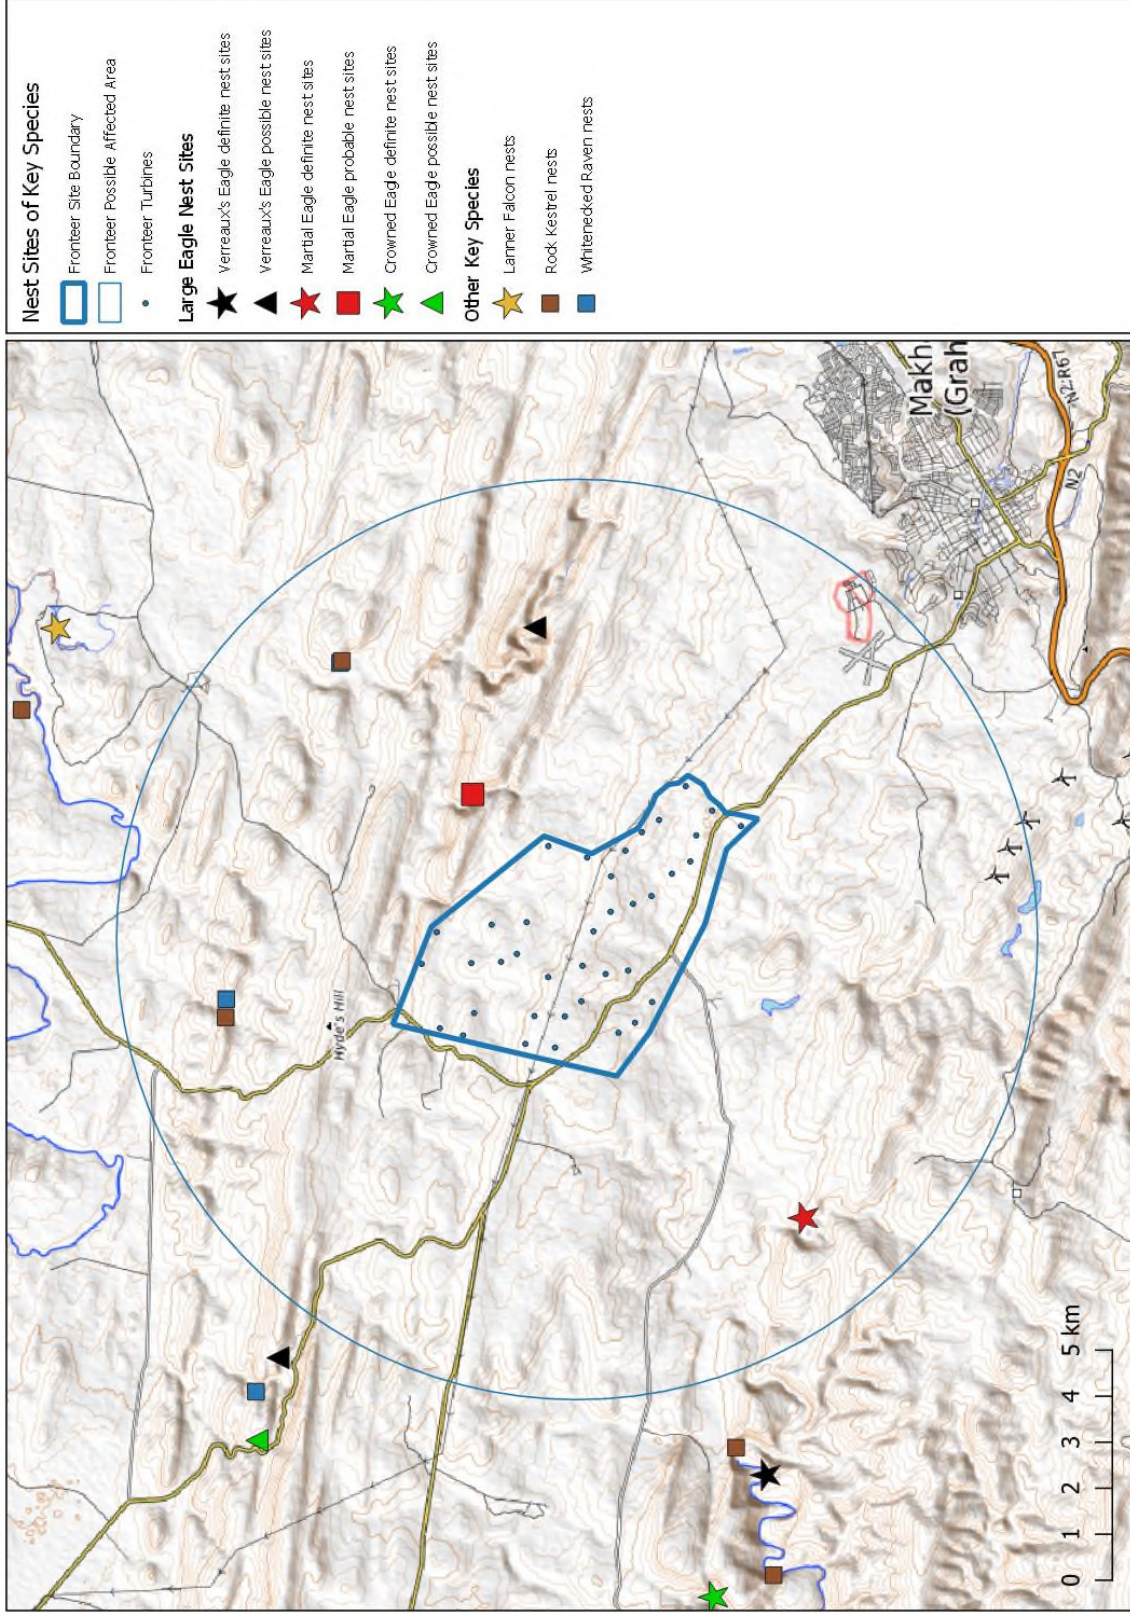 Nest Sites of Key Species
Fronteer Site Boundary
Fronteer Possible Affected Area
Fronteer Turbines
Large Eagle Nest Sites
Verreaux's Eagle definite nest sites
Verreaux's Eagle possible nest sites
Martial Eagle definite nest sites
Martial Eagle probable nest sites
Crowned Eagle definite nest sites
Crowned Eagle possible nest sites
Other Key Species
Lanner Falcon nests
Rock Kestrel nests
Whitenecked Raven nests
Hyde's Hill
Makh
(Grah
N2
N2;R67
0 1 2 3 4 5 km